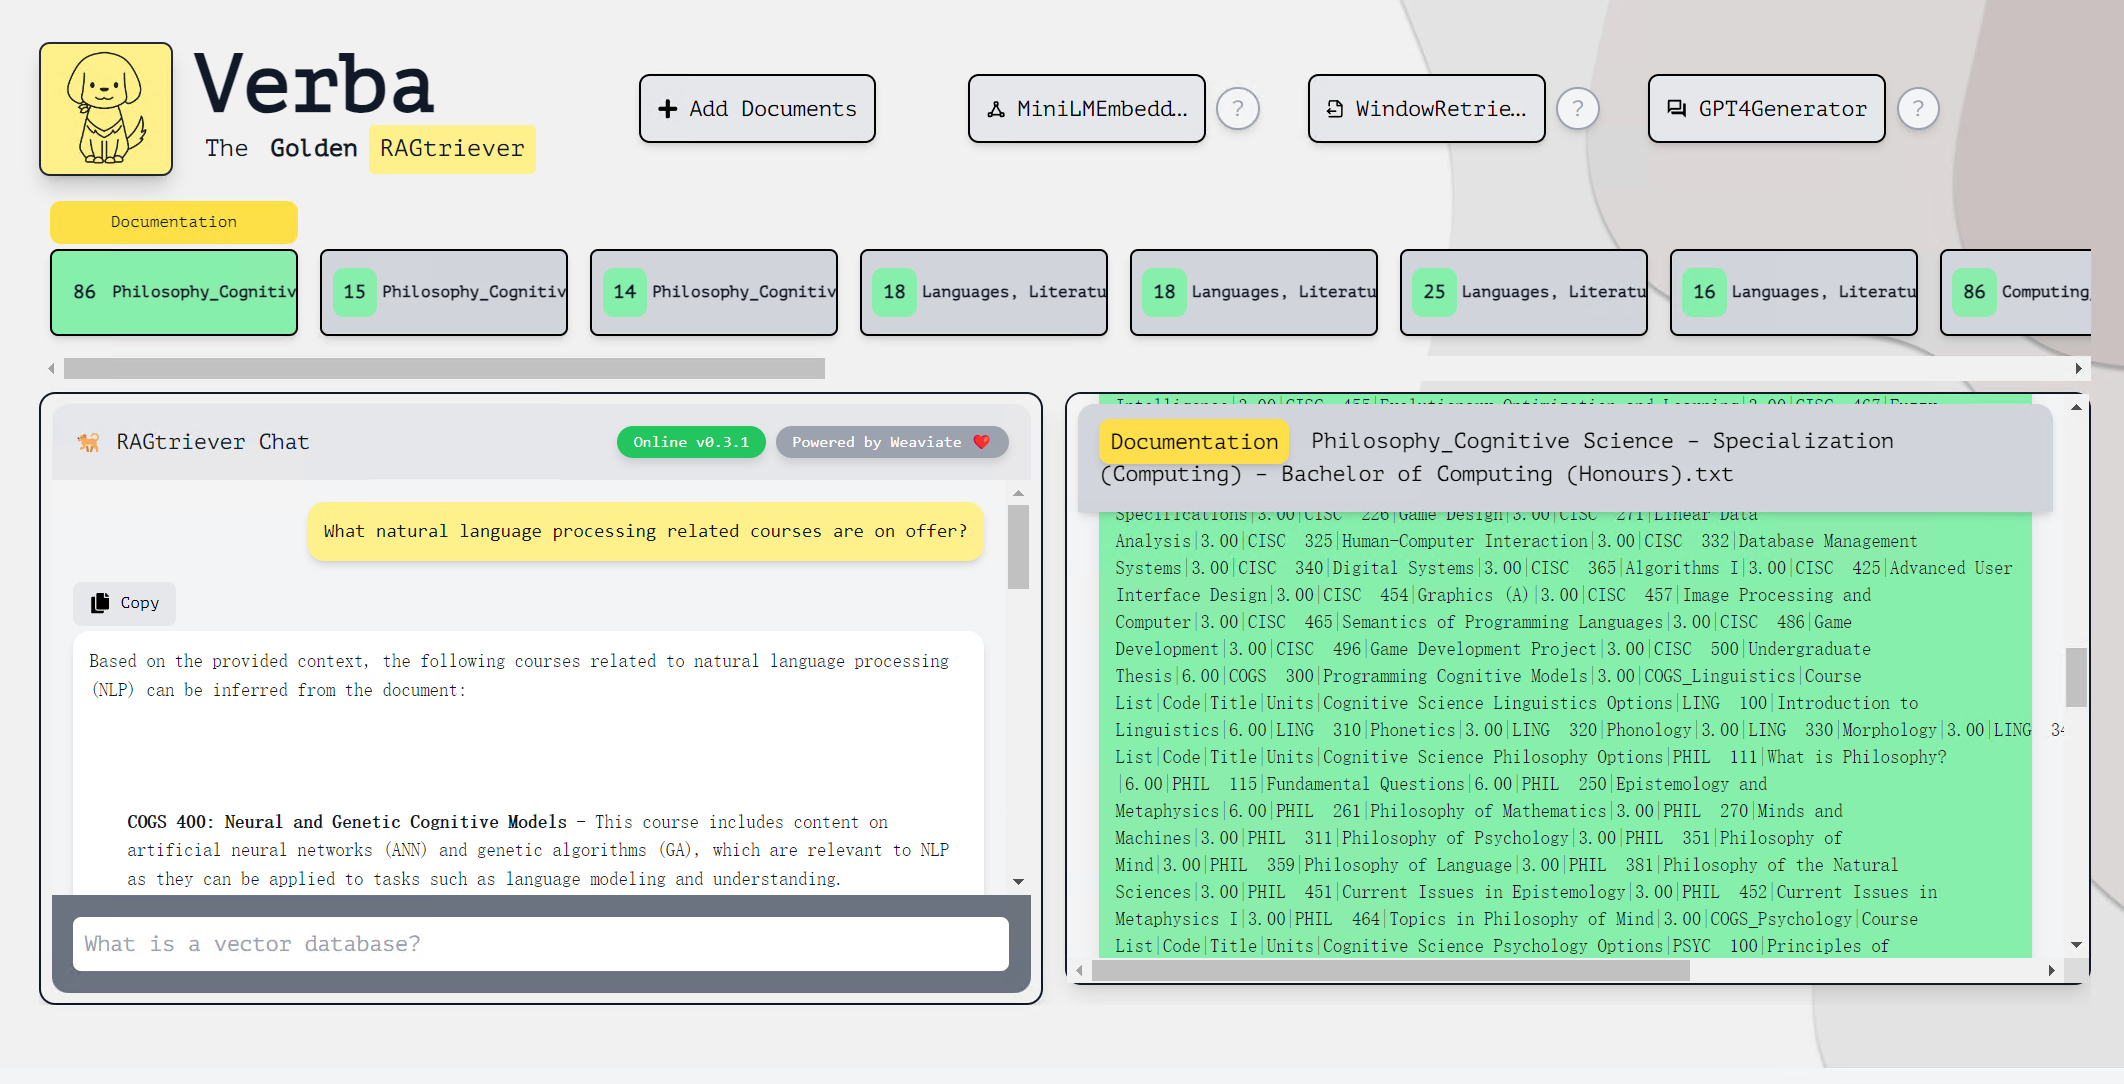 Verba
The Golden RAGtriever
Add Documents
MiniLMEmbedd...
?
WindowRetrie...
?
GPT4Generator
?
Documentation
86 Philosophy_Cognitiv
15 Philosophy_Cognitiv
14 Philosophy_Cognitiv
18 Languages, Literatu
18 Languages, Literatu
25 Languages, Literatu
16 Languages, Literatu
86 Computing
RAGtriever Chat
Online v0.3.1
Powered by Weaviate
What natural language processing related courses are on offer?
Copy
Based on the provided context, the following courses related to natural language processing
(NLP) can be inferred from the document:
COGS 400: Neural and Genetic Cognitive Models - This course includes content on
artificial neural networks (ANN) and genetic algorithms (GA), which are relevant to NLP
as they can be applied to tasks such as language modeling and understanding.
What is a vector database?
Intelligence|3.00|CISC 455|Evolutionary Optimization and Learning|3.00|CISC 467|Fuzzy
Documentation Philosophy_Cognitive Science - Specialization
(Computing) - Bachelor of Computing (Honours).txt
Specifications|3.00|CISC 226|Game Design|3.00|CISC 271|Linear Data
Analysis|3.00|CISC 325|Human-Computer Interaction|3.00|CISC 332|Database Management
Systems|3.00|CISC 340|Digital Systems|3.00|CISC 365|Algorithms I|3.00|CISC 425|Advanced User
Interface Design|3.00|CISC 454|Graphics (A)|3.00|CISC 457|Image Processing and
Computer|3.00|CISC 465|Semantics of Programming Languages|3.00|CISC 486|Game
Development|3.00|CISC 496|Game Development Project|3.00|CISC 500|Undergraduate
Thesis|6.00|COGS 300|Programming Cognitive Models|3.00|COGS_Linguistics|Course
List|Code|Title|Units|Cognitive Science Linguistics Options|LING 100|Introduction to
Linguistics|6.00|LING 310|Phonetics|3.00|LING 320|Phonology|3.00|LING 330|Morphology|3.00|LING 34
List|Code|Title|Units|Cognitive Science Philosophy Options|PHIL 111|What is Philosophy?
|6.00|PHIL 115|Fundamental Questions|6.00|PHIL 250|Epistemology and
Metaphysics|6.00|PHIL 261|Philosophy of Mathematics|3.00|PHIL 270|Minds and
Machines|3.00|PHIL 311|Philosophy of Psychology|3.00|PHIL 351|Philosophy of
Mind|3.00|PHIL 359|Philosophy of Language|3.00|PHIL 381|Philosophy of the Natural
Sciences|3.00|PHIL 451|Current Issues in Epistemology|3.00|PHIL 452|Current Issues in
Metaphysics I|3.00|PHIL 464|Topics in Philosophy of Mind|3.00|COGS_Psychology|Course
List|Code|Title|Units|Cognitive Science Psychology Options|PSYC 100|Principles of